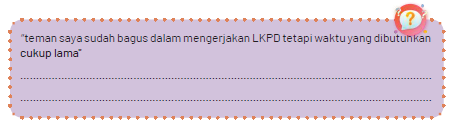 "teman saya sudah bagus dalam mengerjakan LKPD tetapi waktu yang dibutuhkan
cukup lama"
................................................................................
................................................................................